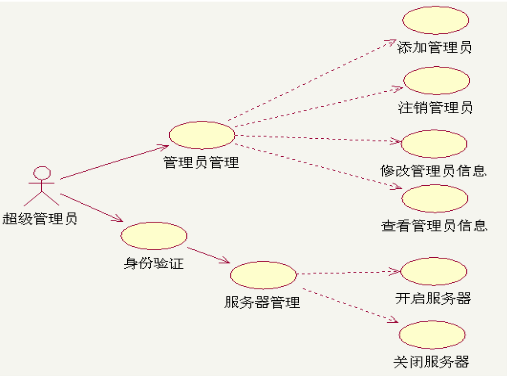 添加管理员
注销管理员
管理员管理
修改管理员信息
超级管理员
查看管理员信息
身份验证
服务器管理
开启服务器
关闭服务器